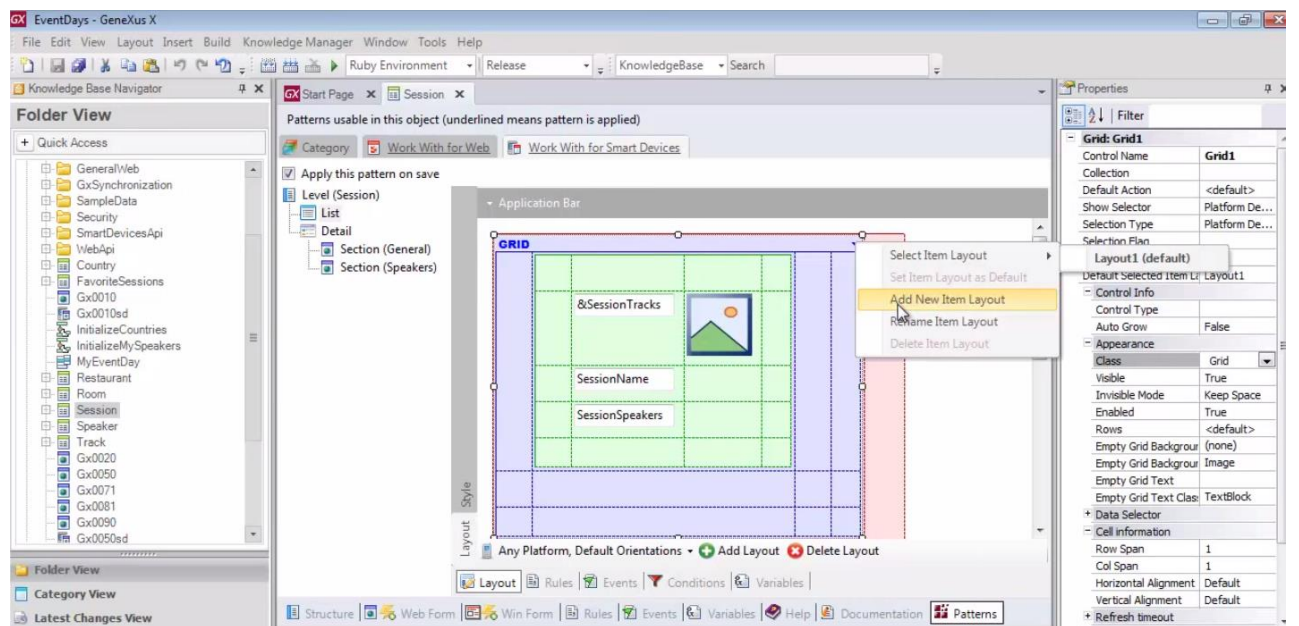 GX EventDays - GeneXus X
File Edit View Layout Insert Build Knowledge Manager Window Tools Help
Ruby Environment Release KnowledgeBase Search
Knowledge Base Navigator
Folder View
+ Quick Access
GeneralWeb
GxSynchronization
SampleData
Security
SmartDevicesApi
WebApi
Country
FavoriteSessions
Gx0010
Gx0010sd
InitializeCountries
InitializeMySpeakers
MyEventDay
Restaurant
Room
Session
Speaker
Track
Gx0020
Gx0050
Gx0071
Gx0081
Gx0090
Gx0050sd
Folder View
Category View
Latest Changes View
GX Start Page X Session X
Patterns usable in this object (underlined means pattern is applied)
Category Work With for Web Work With for Smart Devices
Apply this pattern on save
Level (Session)
List
Detail
Section (General)
Section (Speakers)
Application Bar
GRID
&SessionTracks
SessionName
SessionSpeakers
Style
Layout
Select Item Layout
Set Item Layout as Default
Add New Item Layout
Rename Item Layout
Delete Item Layout
Layout1 (default)
Any Platform, Default Orientations Add Layout Delete Layout
Layout Rules Events Conditions Variables
Structure Web Form Win Form Rules Events Variables Help Documentation Patterns
Properties
Filter
Grid: Grid1
Control Name Grid1
Collection
Default Action <default>
Show Selector Platform De...
Selection Type Platform De...
Selection Flag
Default Selected Item La Layout1
Control Info
Control Type
Auto Grow False
Appearance
Class Grid
Visible True
Invisible Mode Keep Space
Enabled True
Rows <default>
Empty Grid Backgrour (none)
Empty Grid Backgrour Image
Empty Grid Text
Empty Grid Text Clas: TextBlock
+ Data Selector
Cell information
Row Span 1
Col Span 1
Horizontal Alignment Default
Vertical Alignment Default
+ Refresh timeout